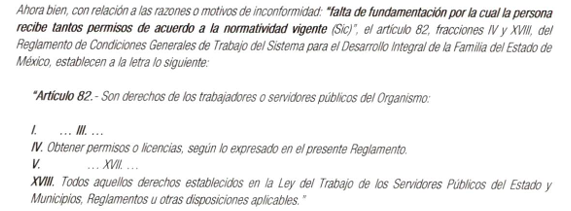 Ahora bien, con relación a las razones o motivos de inconformidad: "falta de fundamentación por la cual la persona
recibe tantos permisos de acuerdo a la normatividad vigente (Sic)", el artículo 82, fracciones IV y XVIII, del
Reglamento de Condiciones Generales de Trabajo del Sistema para el Desarrollo Integral de la Familia del Estado de
México, establecen a la letra lo siguiente:
"Artículo 82.- Son derechos de los trabajadores o servidores públicos del Organismo:
I. ... III. ...
IV. Obtener permisos o licencias, según lo expresado en el presente Reglamento.
V. ... XVII. ...
XVIII. Todos aquellos derechos establecidos en la Ley del Trabajo de los Servidores Públicos del Estado y
Municipios, Reglamentos u otras disposiciones aplicables."